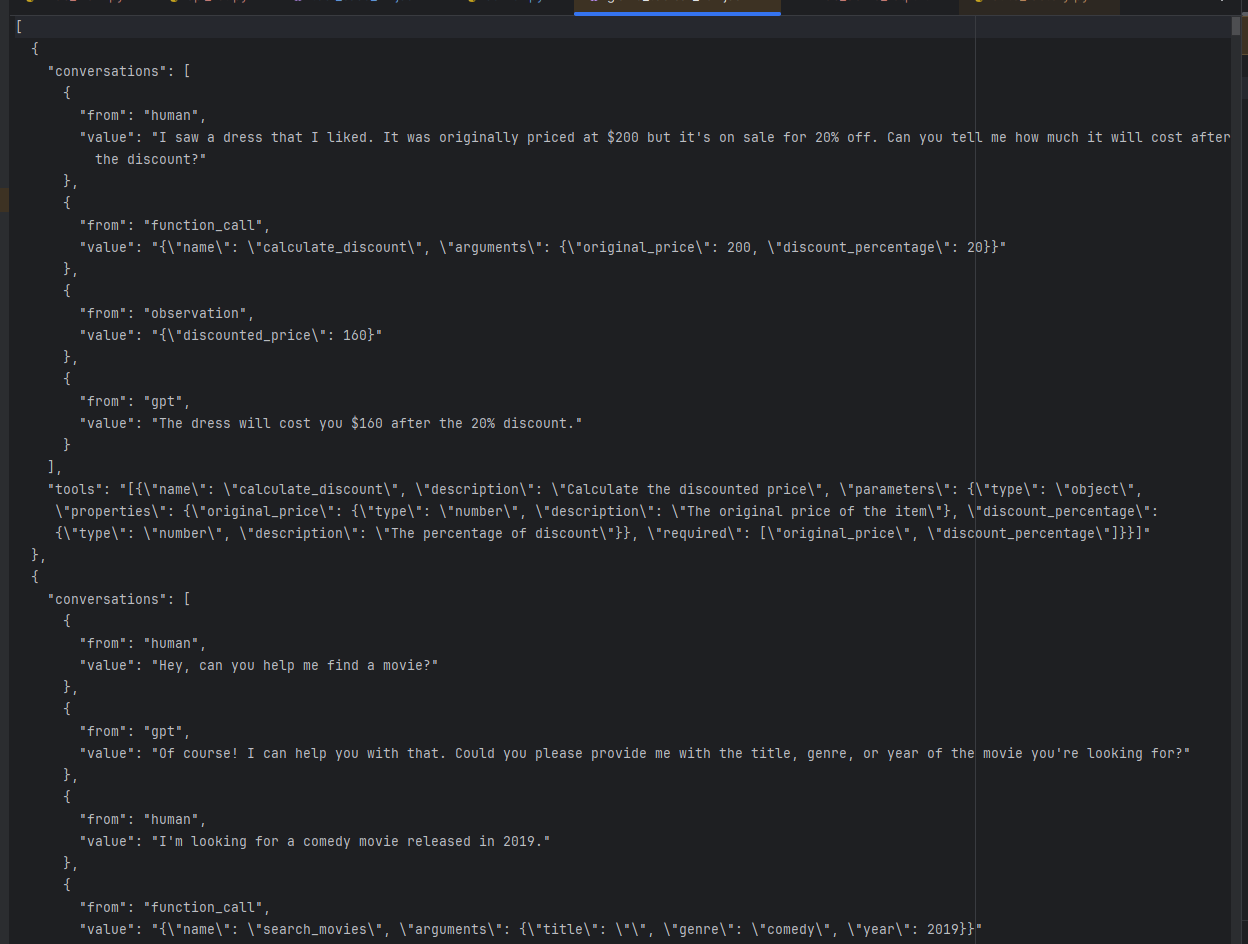 [
{
"conversations": [
{
"from": "human",
"value": "I saw a dress that I liked. It was originally priced at $200 but it's on sale for 20% off. Can you tell me how much it will cost after
the discount?"
},
{
"from": "function_call",
"value": "{\"name\": \"calculate_discount\", \"arguments\": {\"original_price\": 200, \"discount_percentage\": 20}}"
},
{
"from": "observation",
"value": "{\"discounted_price\": 160}"
},
{
"from": "gpt",
"value": "The dress will cost you $160 after the 20% discount."
}
],
"tools": "[{\"name\": \"calculate_discount\", \"description\": \"Calculate the discounted price\", \"parameters\": {\"type\": \"object\",
\"properties\": {\"original_price\": {\"type\": \"number\", \"description\": \"The original price of the item\"}, \"discount_percentage\":
{\"type\": \"number\", \"description\": \"The percentage of discount\"}}, \"required\": [\"original_price\", \"discount_percentage\"]}}]"
},
{
"conversations": [
{
"from": "human",
"value": "Hey, can you help me find a movie?"
},
{
"from": "gpt",
"value": "Of course! I can help you with that. Could you please provide me with the title, genre, or year of the movie you're looking for?"
},
{
"from": "human",
"value": "I'm looking for a comedy movie released in 2019."
},
{
"from": "function_call",
"value": "{\"name\": \"search_movies\", \"arguments\": {\"title\": \"\", \"genre\": \"comedy\", \"year\": 2019}}"